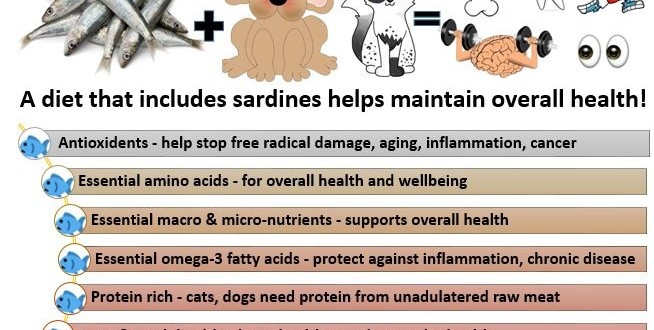 A diet that includes sardines helps maintain overall health!
Antioxidents - help stop free radical damage, aging, inflammation, cancer
Essential amino acids - for overall health and wellbeing
Essential macro & micro-nutrients - supports overall health
Essential omega-3 fatty acids - protect against inflammation, chronic disease
Protein rich - cats, dogs need protein from unadulated raw meat